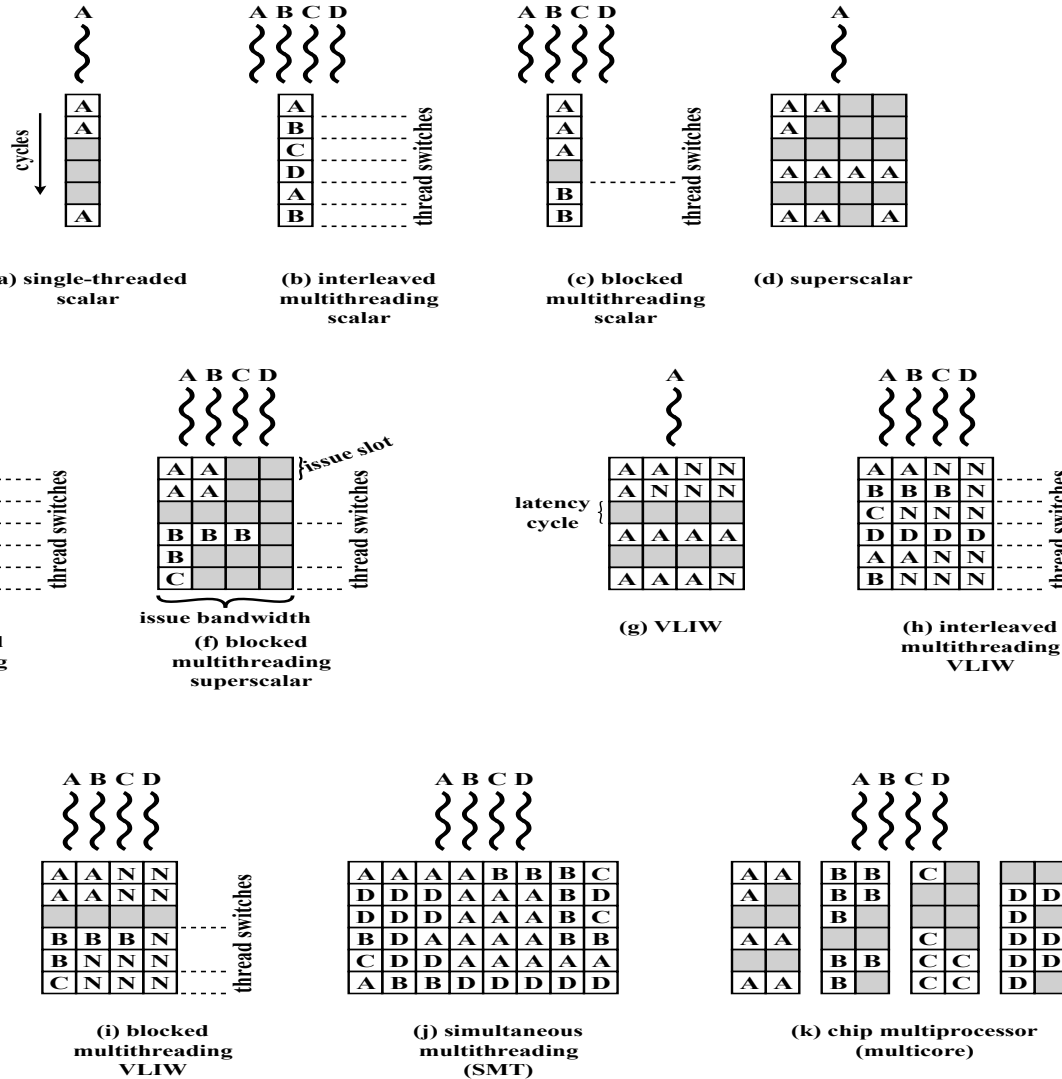 A
cycles
A
A
A
a) single-threaded
scalar
A B C D
A
B
C
D
A
B
thread switches
(b) interleaved
multithreading
scalar
A B C D
A
A
A
B
B
thread switches
(c) blocked
multithreading
scalar
A
A A
A
A A A A
A A A
(d) superscalar
thread switches
A B C D
A A
A A
B B B
B
C
issue slot
thread switches
issue bandwidth
(f) blocked
multithreading
superscalar
A
A A N N
A N N N
latency
cycle
A A A A
A A A N
(g) VLIW
A B C D
A A N N
B B B N
C N N N
D D D D
A A N N
B N N N
thread switches
(h) interleaved
multithreading
VLIW
A B C D
A A N N
A A N N
B B B N
B N N N
C N N N
thread switches
(i) blocked
multithreading
VLIW
A B C D
A A A A B B B C
D D D A A A B D
D D D A A A B C
B D A A A A B B
C D D A A A A A
A B B D D D D D
(j) simultaneous
multithreading
(SMT)
A B C D
A A B B C
A B B D D
B D
A A C D D
B B C C D D
A A B C C D
(k) chip multiprocessor
(multicore)